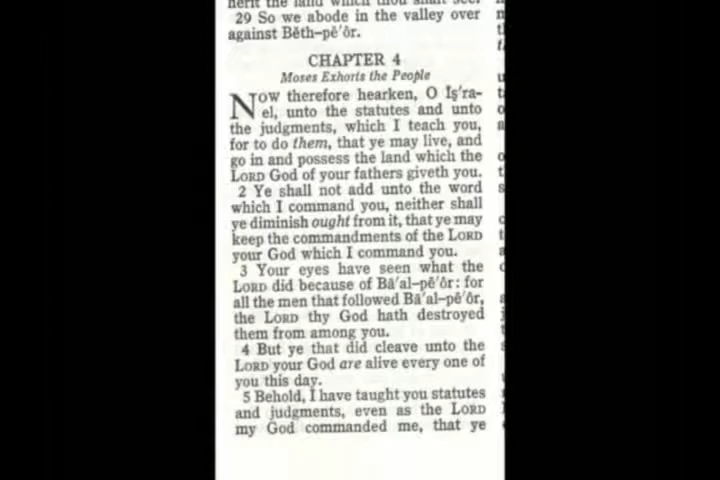 herit the land which thou shalt see.
29 So we abode in the valley over
against Bĕth–pē′ôr.
CHAPTER 4
Moses Exhorts the People
NOW therefore hearken, O Ĭş′ra-
el, unto the statutes and unto
the judgments, which I teach you,
for to do them, that ye may live, and
go in and possess the land which the
LORD God of your fathers giveth you.
2 Ye shall not add unto the word
which I command you, neither shall
ye diminish ought from it, that ye may
keep the commandments of the LORD
your God which I command you.
3 Your eyes have seen what the
LORD did because of Bā′al–pē′ôr: for
all the men that followed Bā′al–pē′ôr,
the LORD thy God hath destroyed
them from among you.
4 But ye that did cleave unto the
LORD your God are alive every one of
you this day.
5 Behold, I have taught you statutes
and judgments, even as the LORD
my God commanded me, that ye